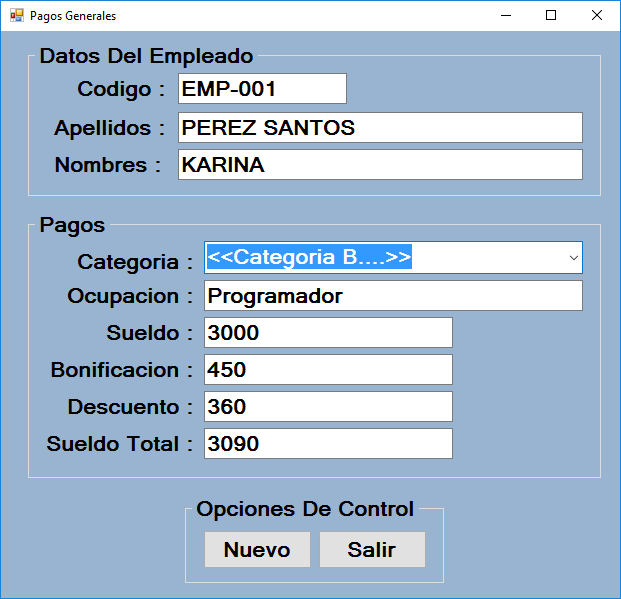 Pagos Generales
Datos Del Empleado
Codigo : EMP-001
Apellidos : PEREZ SANTOS
Nombres : KARINA
Pagos
Categoria : <<Categoria B....>>
Ocupacion : Programador
Sueldo : 3000
Bonificacion : 450
Descuento : 360
Sueldo Total : 3090
Opciones De Control
Nuevo Salir